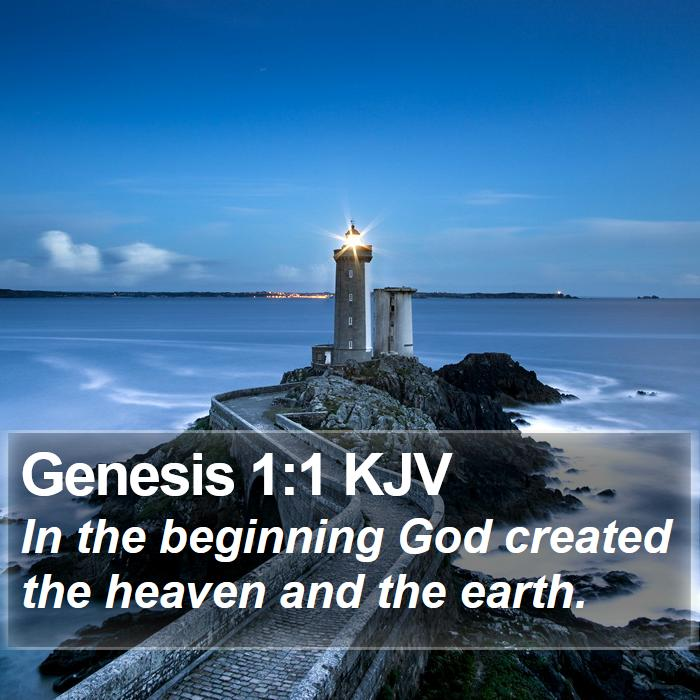 Genesis 1:1 KJV
In the beginning God created
the heaven and the earth.